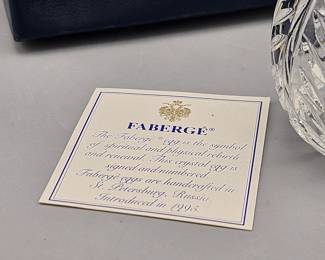 FABERGÉ®
The Fabergé® egg is the symbol
of spiritual and physical rebirth
and renewal. This crystal egg is
signed and numbered.
Fabergé eggs are handcrafted in
St. Petersburg, Russia.
Introduced in 1995.